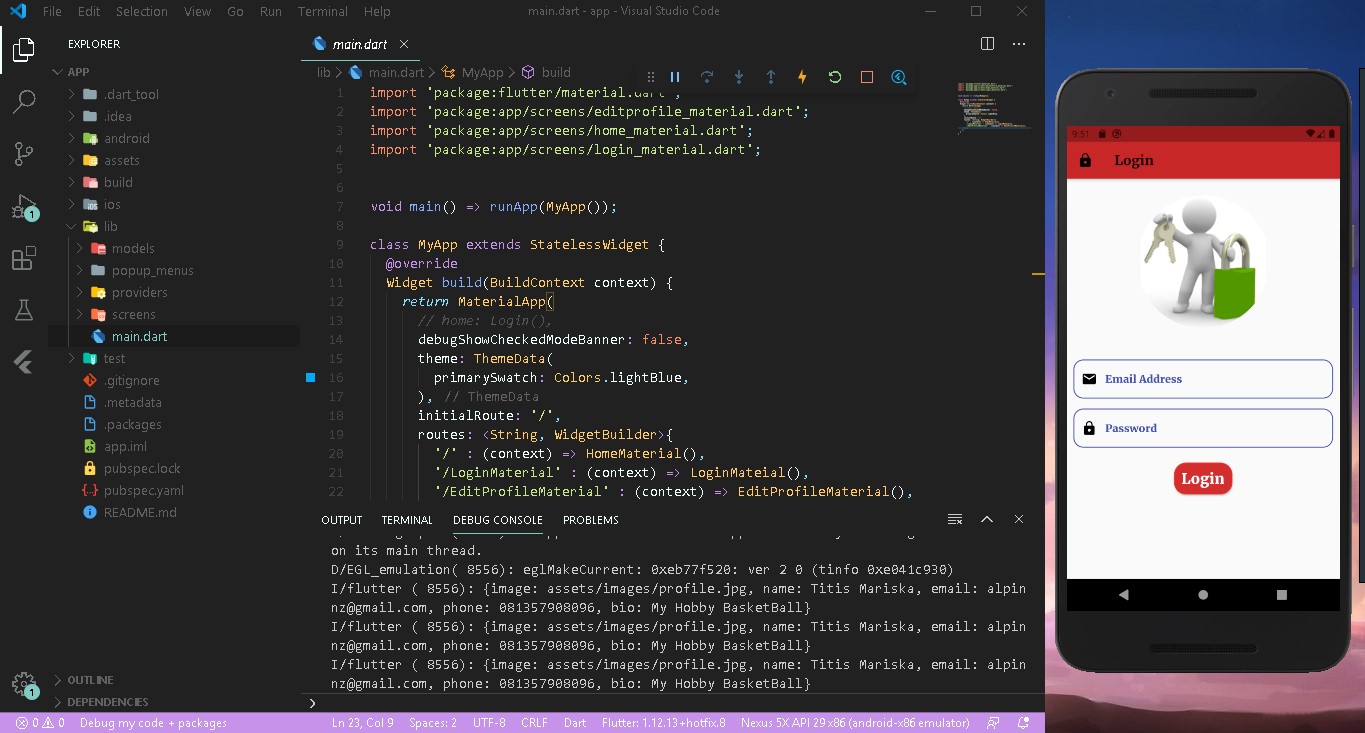 File Edit Selection View Go Run Terminal Help
main.dart - app - Visual Studio Code
EXPLORER
APP
.dart_tool
.idea
android
assets
build
ios
lib
models
popup_menus
providers
screens
main.dart
test
.gitignore
.metadata
.packages
app.iml
pubspec.lock
pubspec.yaml
README.md
OUTLINE
DEPENDENCIES
1
1
main.dart
lib > main.dart > MyApp > build
1 import 'package:flutter/material.dart';
2 import 'package:app/screens/editprofile_material.dart';
3 import 'package:app/screens/home_material.dart';
4 import 'package:app/screens/login_material.dart';
5
6
7 void main() => runApp(MyApp());
8
9 class MyApp extends StatelessWidget {
10 @override
11 Widget build(BuildContext context) {
12 return MaterialApp(
13 // home: Login(),
14 debugShowCheckedModeBanner: false,
15 theme: ThemeData(
16 primarySwatch: Colors.lightBlue,
17 ), // ThemeData
18 initialRoute: '/',
19 routes: <String, WidgetBuilder>{
20 '/' : (context) => HomeMaterial(),
21 '/LoginMaterial' : (context) => LoginMateial(),
22 '/EditProfileMaterial' : (context) => EditProfileMaterial(),
OUTPUT TERMINAL DEBUG CONSOLE PROBLEMS
on its main thread.
D/EGL_emulation( 8556): eglMakeCurrent: 0xeb77f520: ver 2 0 (tinfo 0xe041c930)
I/flutter ( 8556): {image: assets/images/profile.jpg, name: Titis Mariska, email: alpin
nz@gmail.com, phone: 081357908096, bio: My Hobby BasketBall}
I/flutter ( 8556): {image: assets/images/profile.jpg, name: Titis Mariska, email: alpin
nz@gmail.com, phone: 081357908096, bio: My Hobby BasketBall}
I/flutter ( 8556): {image: assets/images/profile.jpg, name: Titis Mariska, email: alpin
nz@gmail.com, phone: 081357908096, bio: My Hobby BasketBall}
0 0 Debug my code + packages
Ln 23, Col 9 Spaces: 2 UTF-8 CRLF Dart Flutter: 1.12.13+hotfix.8 Nexus 5X API 29 x86 (android-x86 emulator)
9:51
Login
Email Address
Password
Login